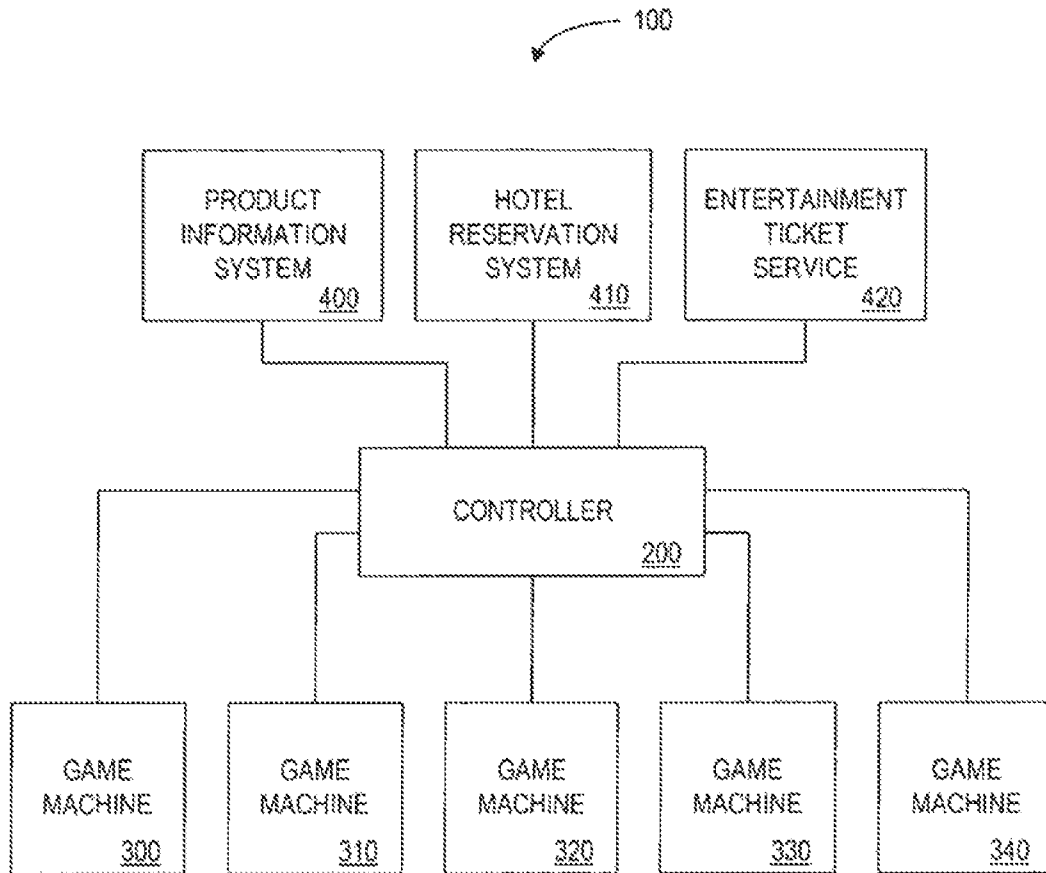 100
PRODUCT
INFORMATION
SYSTEM
400
HOTEL
RESERVATION
SYSTEM
410
ENTERTAINMENT
TICKET
SERVICE
420
CONTROLLER
200
GAME
MACHINE
300
GAME
MACHINE
310
GAME
MACHINE
320
GAME
MACHINE
330
GAME
MACHINE
340